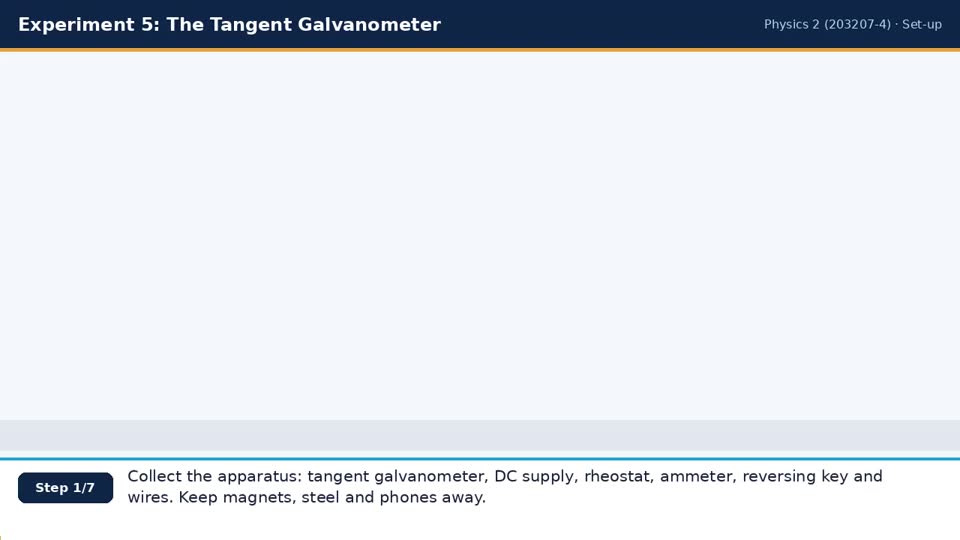 Experiment 5: The Tangent Galvanometer
Physics 2 (203207-4) · Set-up
Step 1/7
Collect the apparatus: tangent galvanometer, DC supply, rheostat, ammeter, reversing key and
wires. Keep magnets, steel and phones away.